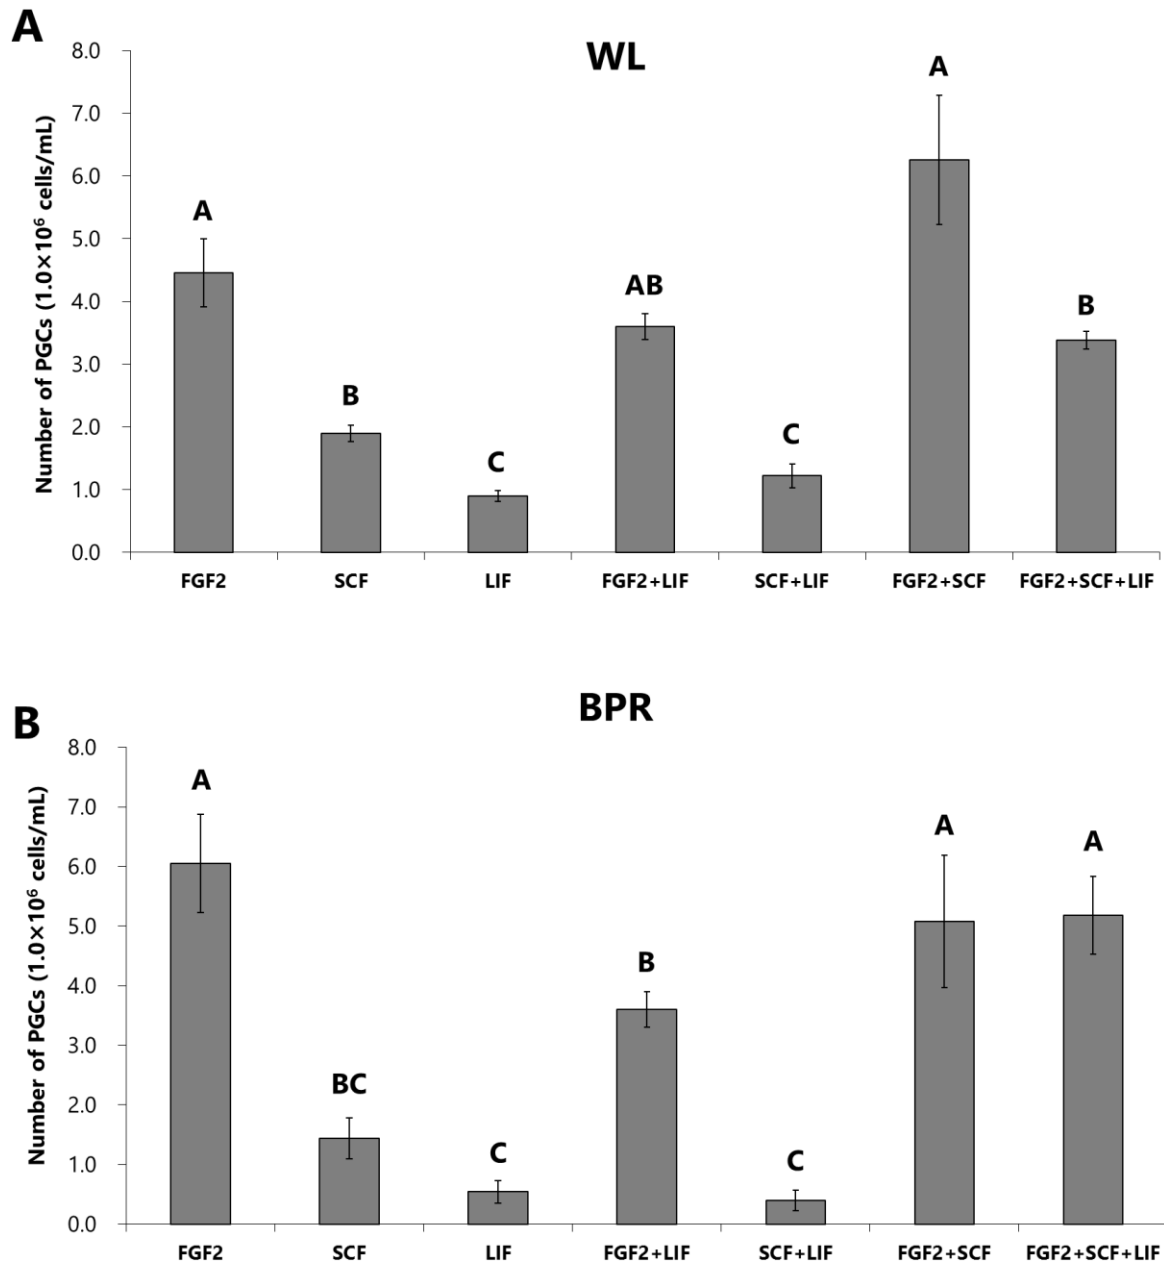 A
WL
Number of PGCs (1.0×10⁶ cells/mL)
8.0
7.0
6.0
5.0
4.0
3.0
2.0
1.0
0.0
A
B
C
AB
C
A
B
FGF2 SCF LIF FGF2+LIF SCF+LIF FGF2+SCF FGF2+SCF+LIF
B
BPR
Number of PGCs (1.0×10⁶ cells/mL)
8.0
7.0
6.0
5.0
4.0
3.0
2.0
1.0
0.0
A
BC
C
B
C
A
A
FGF2 SCF LIF FGF2+LIF SCF+LIF FGF2+SCF FGF2+SCF+LIF